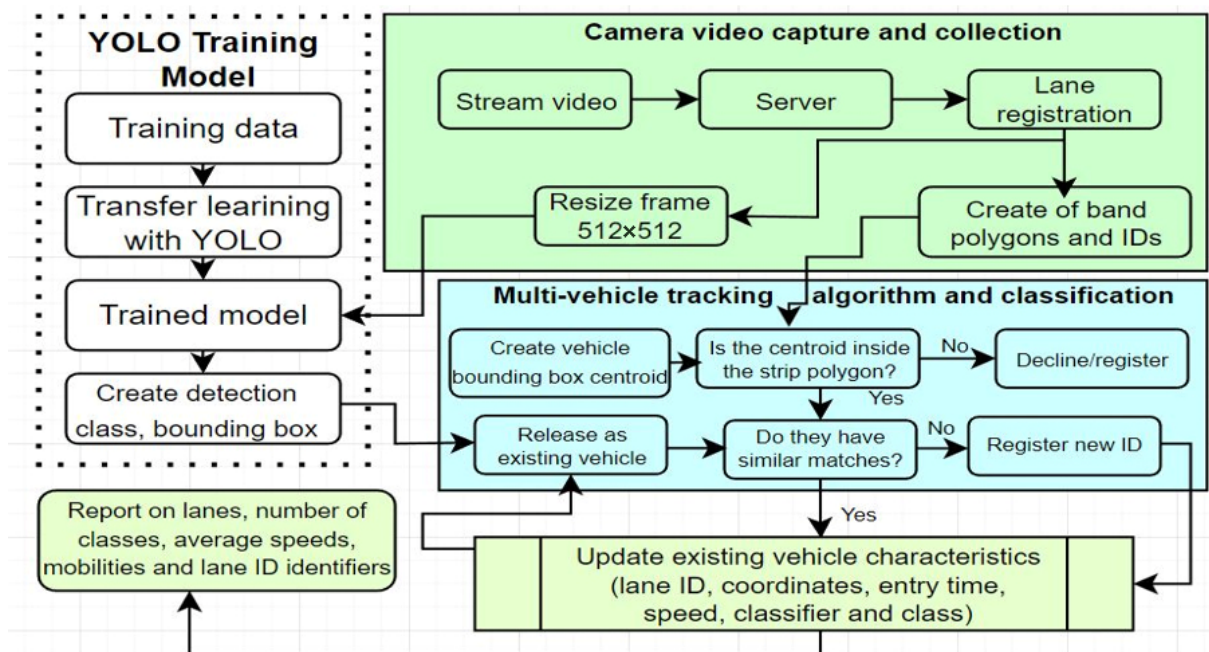 YOLO Training
Model
Training data
Transfer learining
with YOLO
Trained model
Create detection
class, bounding box
Report on lanes, number of
classes, average speeds,
mobilities and lane ID identifiers
Camera video capture and collection
Stream video
Server
Lane
registration
Resize frame
512×512
Create of band
polygons and IDs
Multi-vehicle tracking algorithm and classification
Create vehicle
bounding box centroid
Is the centroid inside
the strip polygon?
No
Decline/register
Yes
Release as
existing vehicle
Do they have
similar matches?
No
Register new ID
Yes
Update existing vehicle characteristics
(lane ID, coordinates, entry time,
speed, classifier and class)